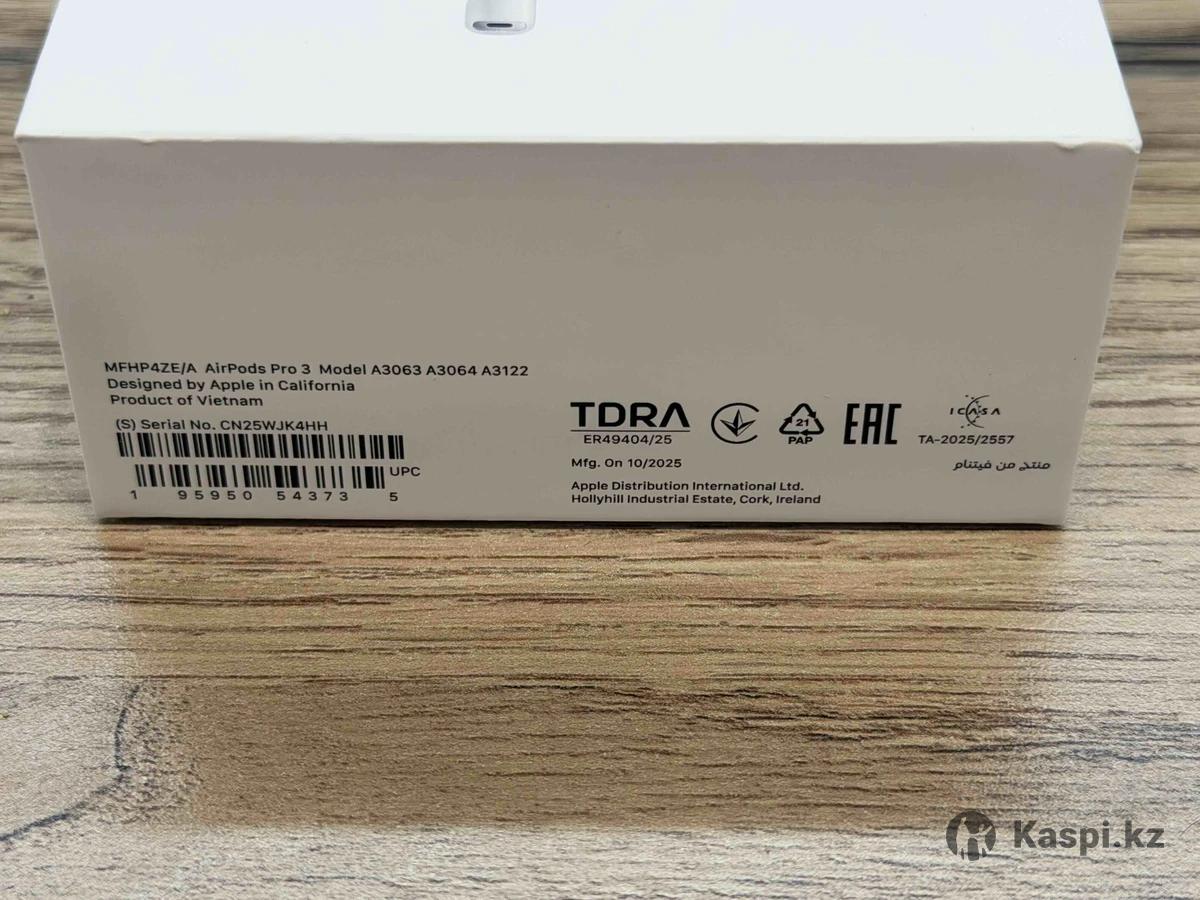 MFHP4ZE/A AirPods Pro 3 Model A3063 A3064 A3122
Designed by Apple in California
Product of Vietnam
(S) Serial No. CN25WJK4HH
UPC
1 95950 54373 5
TDRA
ER49404/25
21
PAP
EAC
ICASA
TA-2025/2557
Mfg. On 10/2025
منتج من فيتنام
Apple Distribution International Ltd.
Hollyhill Industrial Estate, Cork, Ireland
Kaspi.kz